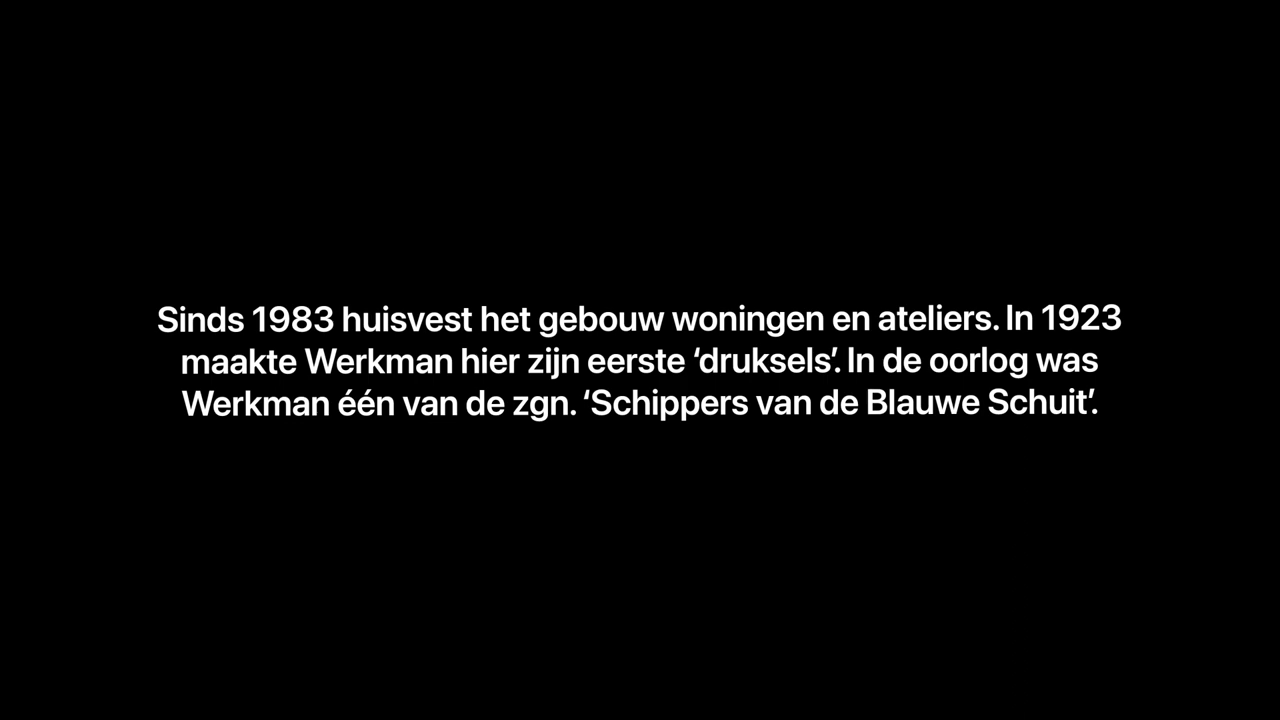 Sinds 1983 huisvest het gebouw woningen en ateliers. In 1923
maakte Werkman hier zijn eerste ‘druksels’. In de oorlog was
Werkman één van de zgn. ‘Schippers van de Blauwe Schuit’.